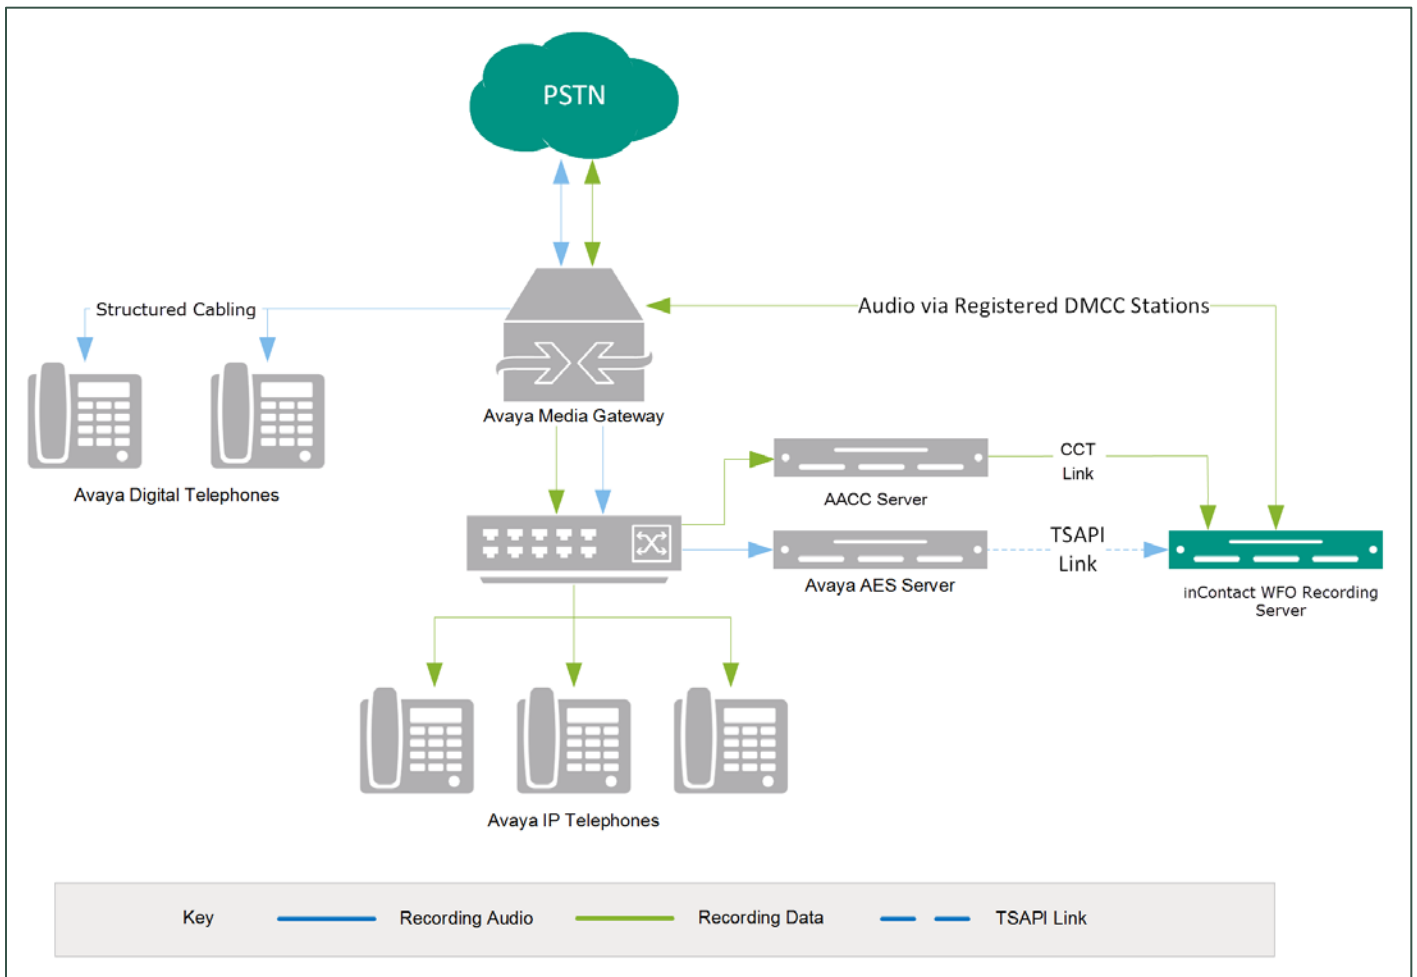 PSTN
Structured Cabling
Audio via Registered DMCC Stations
Avaya Media Gateway
Avaya Digital Telephones
CCT
Link
AACC Server
TSAPI
Link
Avaya AES Server
inContact WFO Recording
Server
Avaya IP Telephones
Key
Recording Audio
Recording Data
TSAPI Link